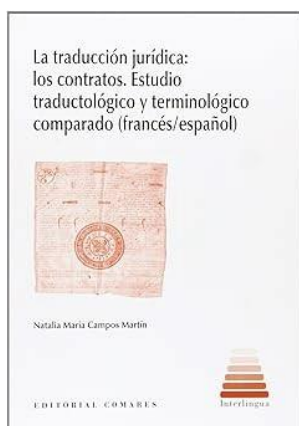 La traducción jurídica:
los contratos. Estudio
traductológico y terminológico
comparado (francés/español)
Natalia María Campos Martín
EDITORIAL COMARES
Interlingua